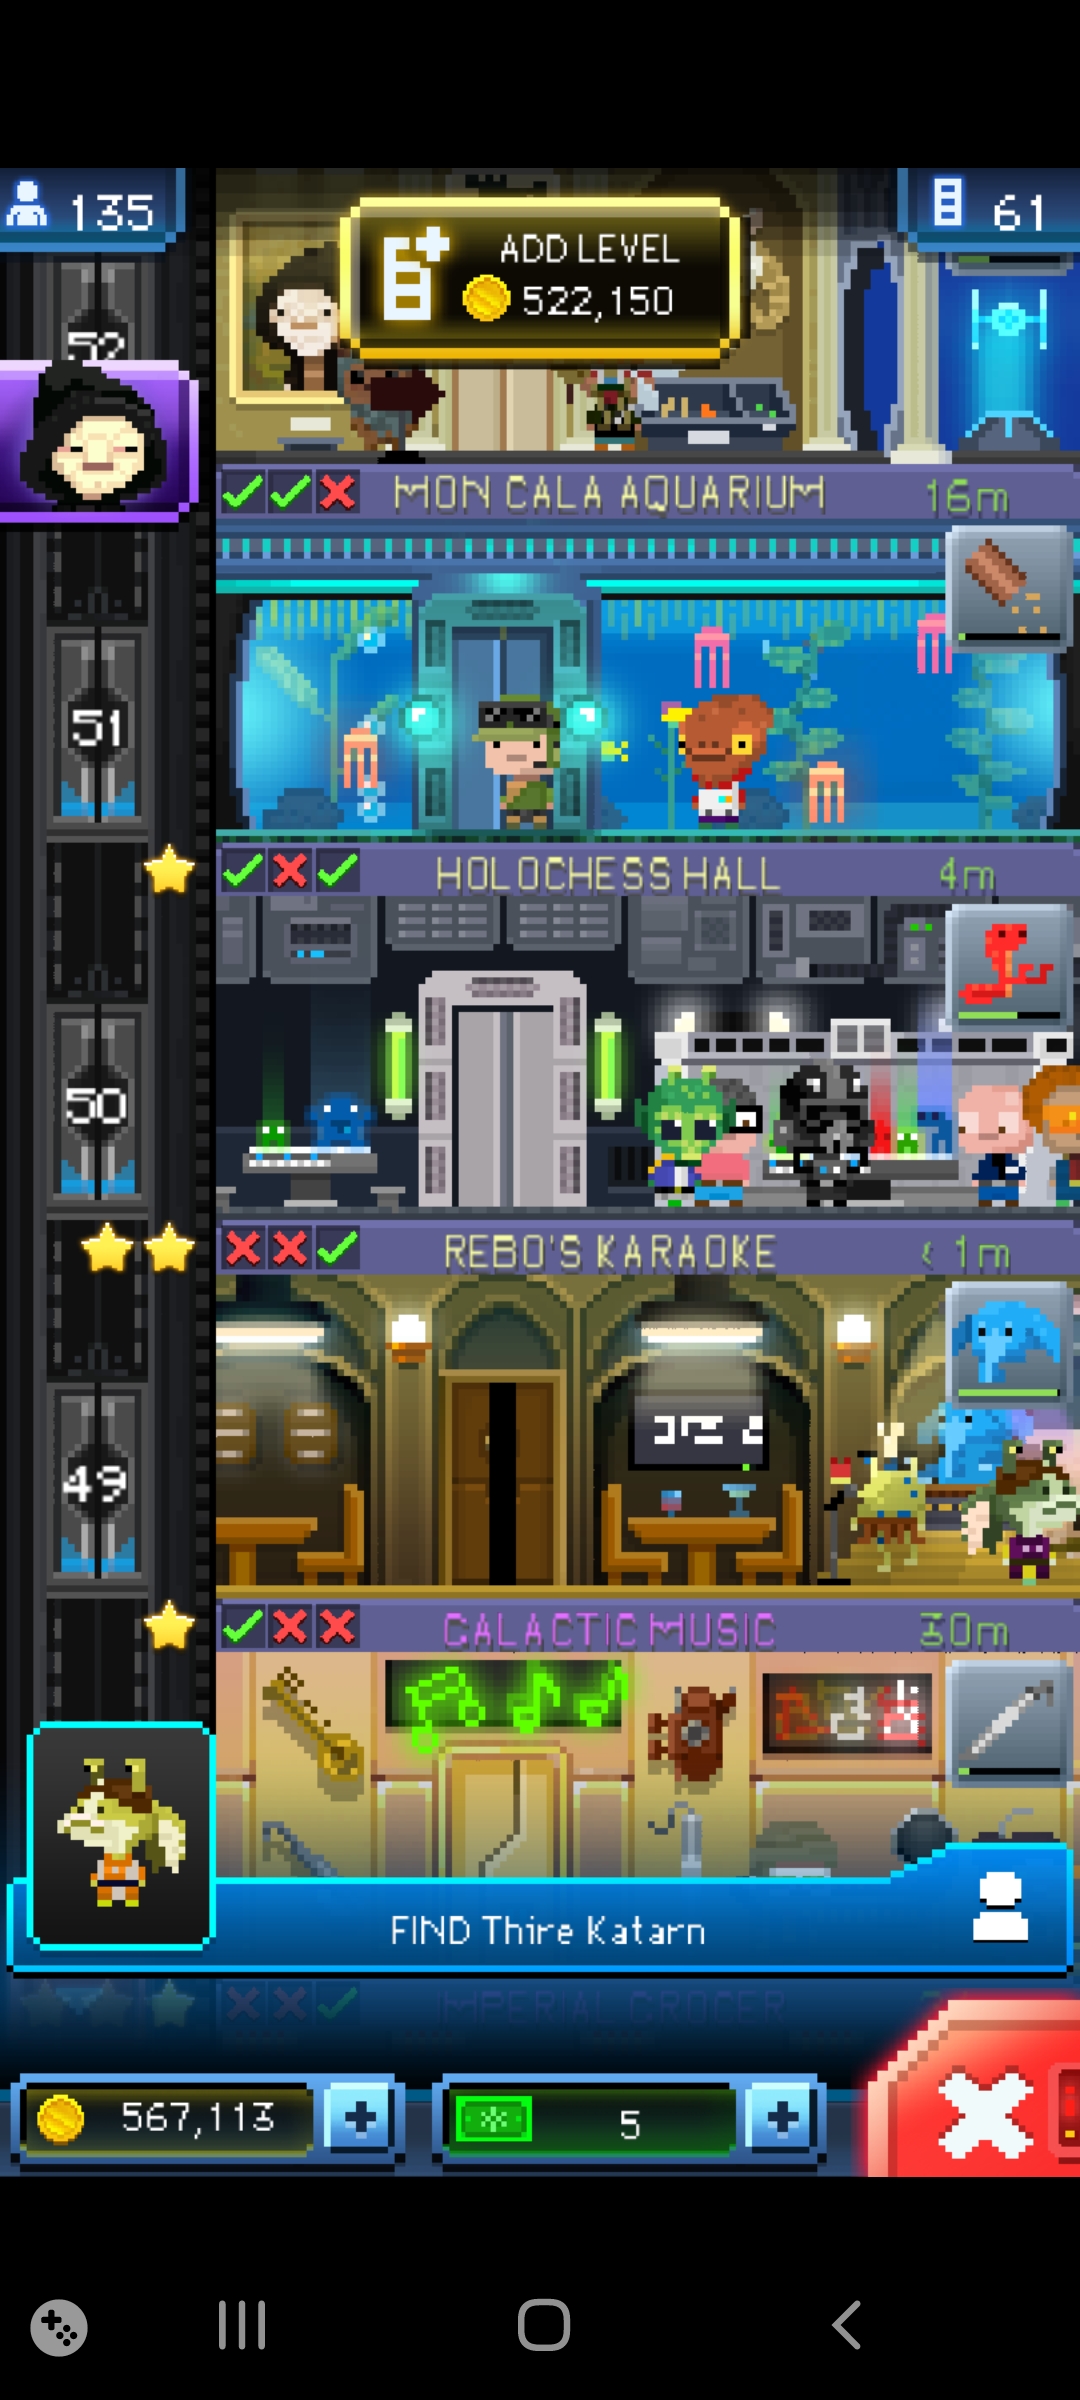 135
ADD LEVEL
522,150
61
52
MON CALA AQUARIUM 16m
51
HOLOCHESS HALL 4m
50
REBO'S KARAOKE < 1m
49
GALACTIC MUSIC 30m
FIND Thire Katarn
IMPERIAL GROCER
567,113
5